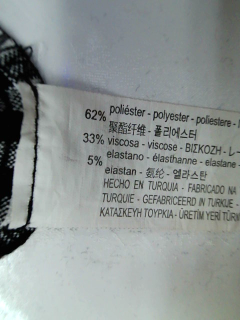 62% poliéster - polyester - poliestere -
聚酯纤维 - 폴리에스터
33% viscosa - viscose - ΒΙΣΚΟΖΗ - レー
5% elastano - élasthanne - elastane -
elastan - 氨纶 - 엘라스탄
HECHO EN TURQUIA - FABRICADO NA
TURQUIE - GEFABRICEERD IN TURKIJE -
ΚΑΤΑΣΚΕΥΗ ΤΟΥΡΚΙΑ - ÜRETİM YERİ TÜRK